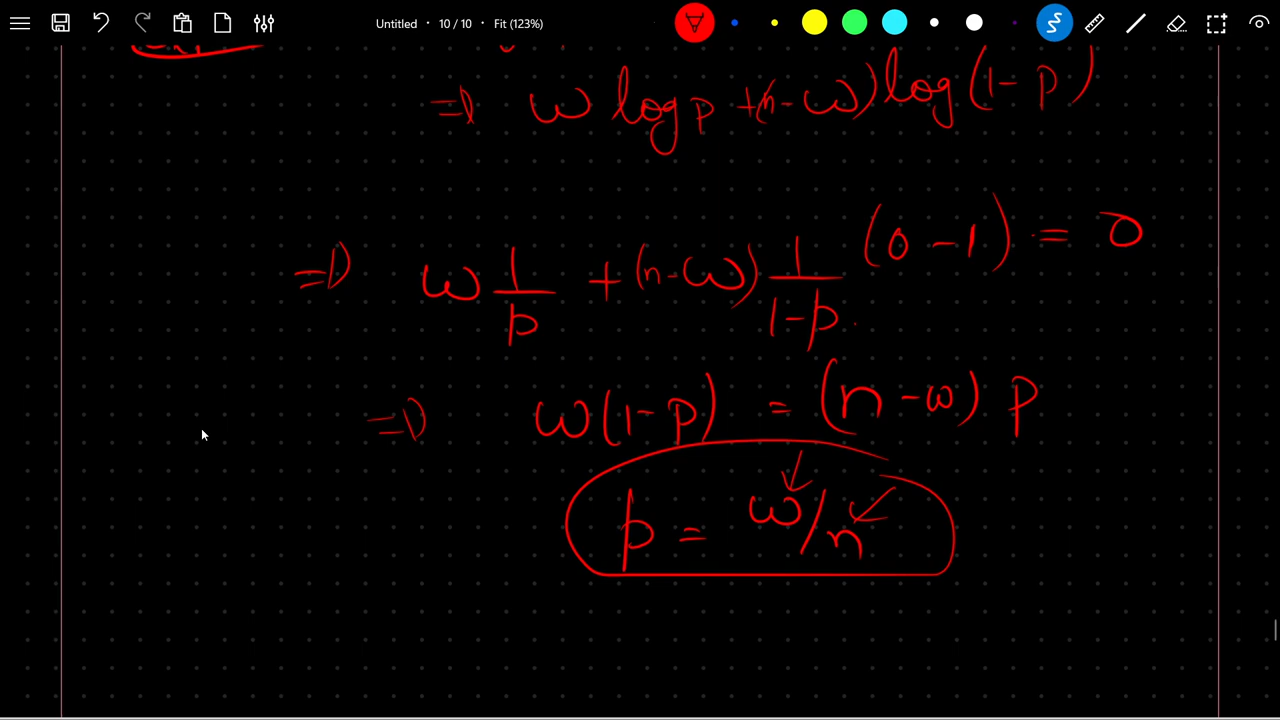 Untitled • 10 / 10 • Fit (123%)
=> w log p + (n - w) log (1 - p)
=> w 1/p + (n - w) 1/(1 - p) (0 - 1) = 0
=> w(1 - p) = (n - w) p
p = w/n